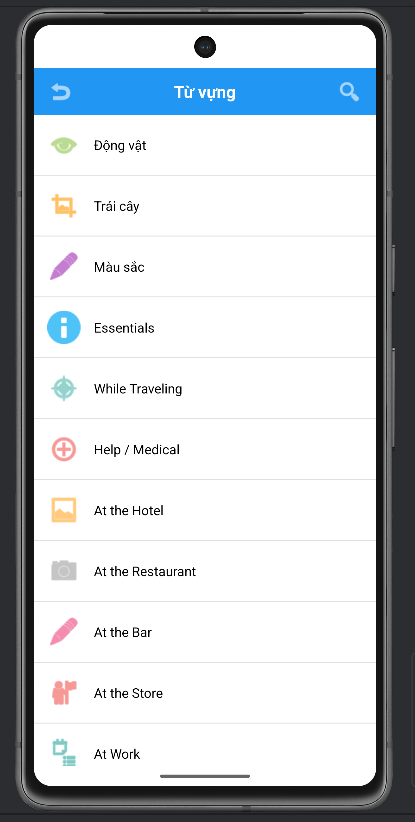 Từ vựng
Động vật
Trái cây
Màu sắc
Essentials
While Traveling
Help / Medical
At the Hotel
At the Restaurant
At the Bar
At the Store
At Work